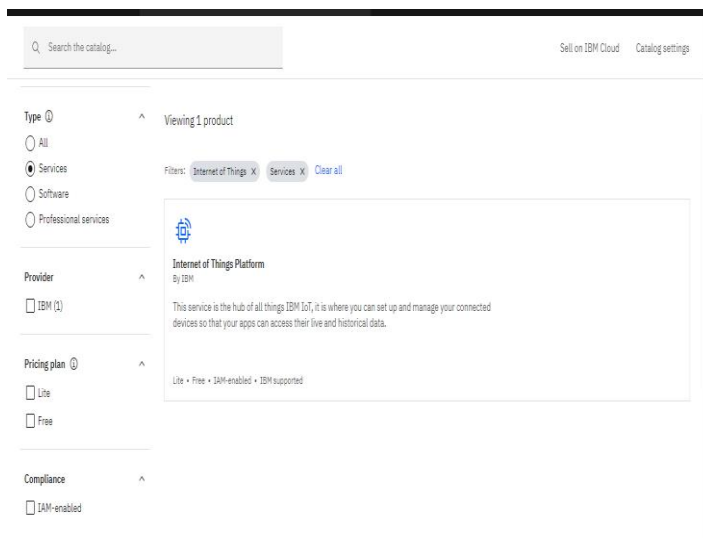 Search the catalog...
Sell on IBM Cloud
Catalog settings
Type
All
Services
Software
Professional services
Provider
IBM (1)
Pricing plan
Lite
Free
Compliance
IAM-enabled
Viewing 1 product
Filters: Internet of Things X Services X Clear all
Internet of Things Platform
By IBM
This service is the hub of all things IBM IoT, it is where you can set up and manage your connected
devices so that your apps can access their live and historical data.
Lite • Free • IAM-enabled • IBM supported